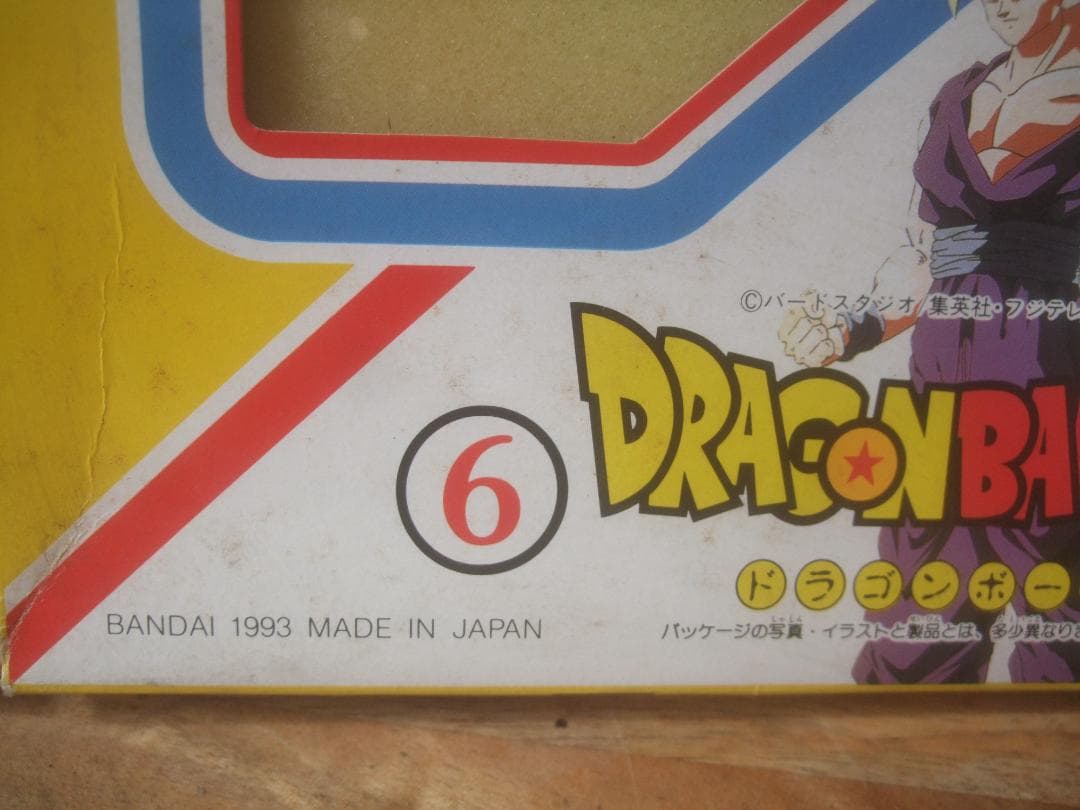 ©バードスタジオ/集英社・フジテレ
DRAGON BA
6
ドラゴンボー
BANDAI 1993 MADE IN JAPAN
パッケージの写真・イラストと製品とは、多少異なり